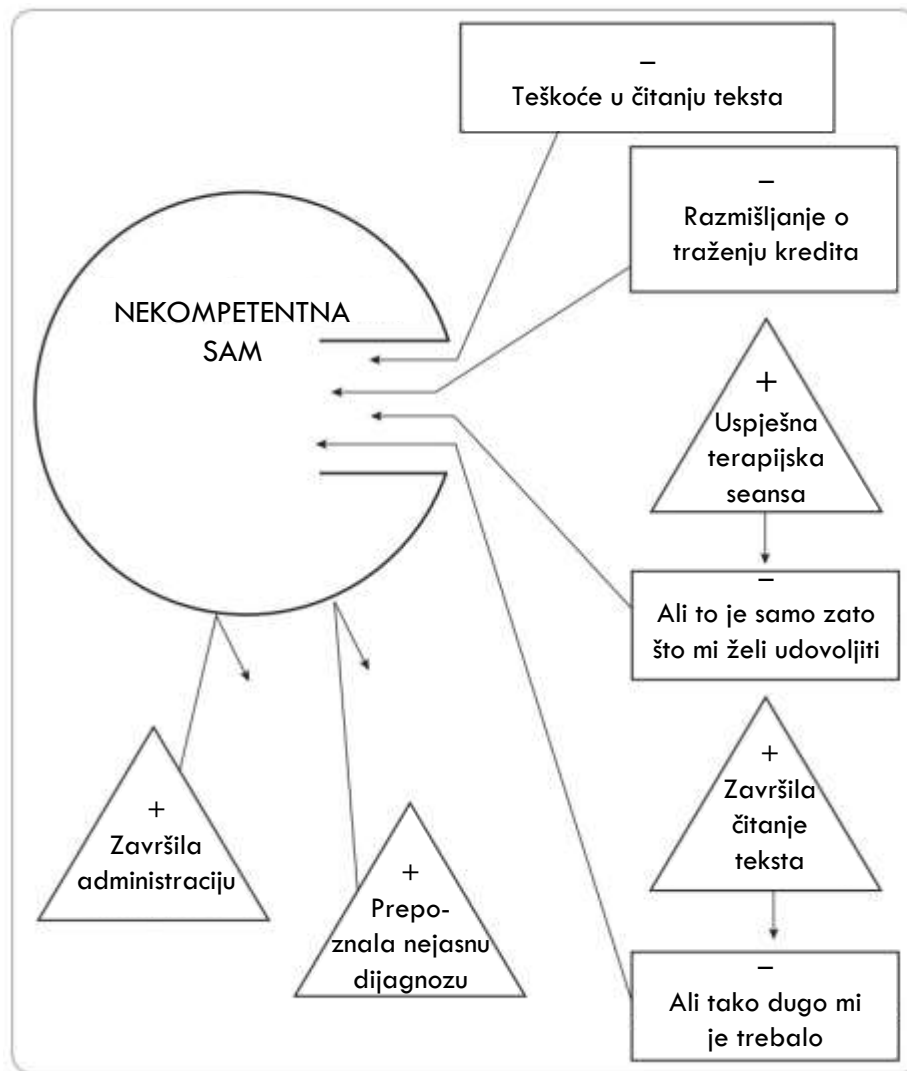 –
Teškoće u čitanju teksta
–
Razmišljanje o
traženju kredita
NEKOMPETENTNA
SAM
+
Uspješna
terapijska
seansa
–
Ali to je samo zato
što mi želi udovoljiti
+
Završila
čitanje
teksta
–
Ali tako dugo mi
je trebalo
+
Završila
administraciju
+
Prepo-
znala nejasnu
dijagnozu